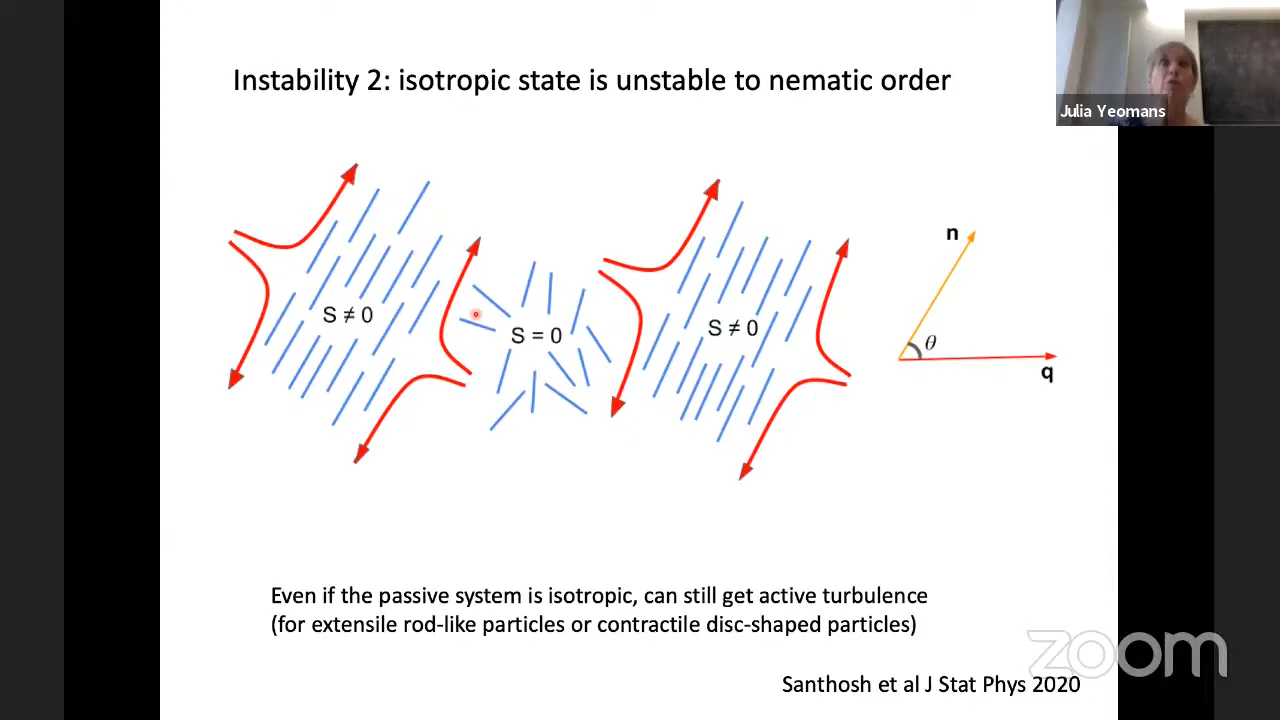 Instability 2: isotropic state is unstable to nematic order
Julia Yeomans
S ≠ 0
S = 0
S ≠ 0
n
θ
q
Even if the passive system is isotropic, can still get active turbulence
(for extensile rod-like particles or contractile disc-shaped particles)
zoom
Santhosh et al J Stat Phys 2020